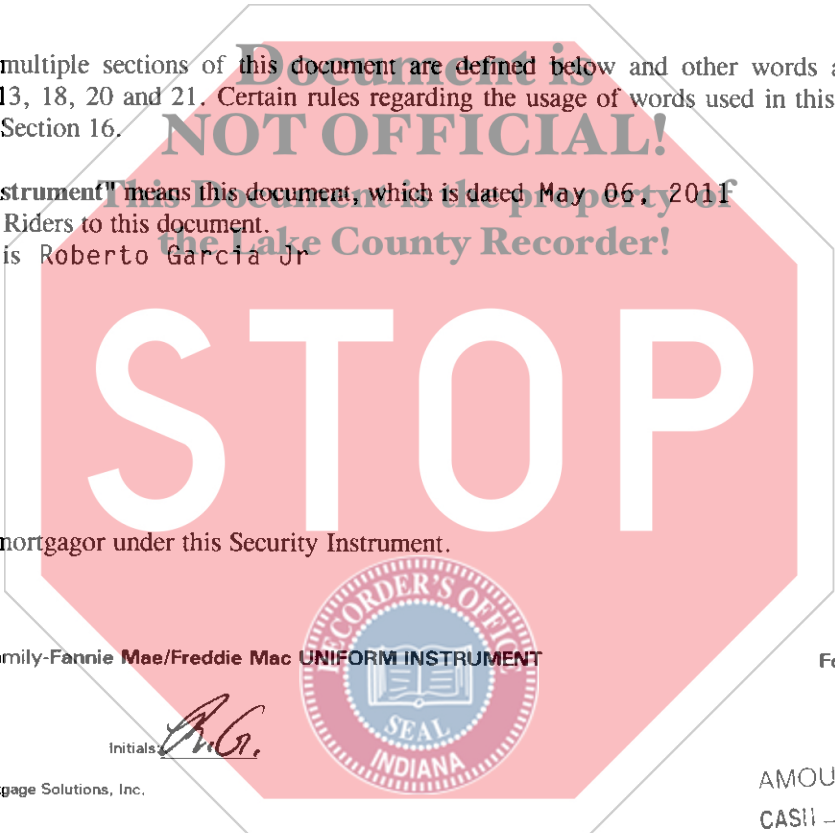 Document is
multiple sections of this document are defined below and other words a
13, 18, 20 and 21. Certain rules regarding the usage of words used in this
Section 16.
NOT OFFICIAL!
strument" means this document, which is dated May 06, 2011
This Document is the property of
Riders to this document.
the Lake County Recorder!
is Roberto Garcia Jr
STOP
mortgagor under this Security Instrument.
RECORDER'S OFFICE
mily-Fannie Mae/Freddie Mac UNIFORM INSTRUMENT
Fo
SEAL
INDIANA
Initials: R.G.
gage Solutions, Inc.
AMOU
CASH